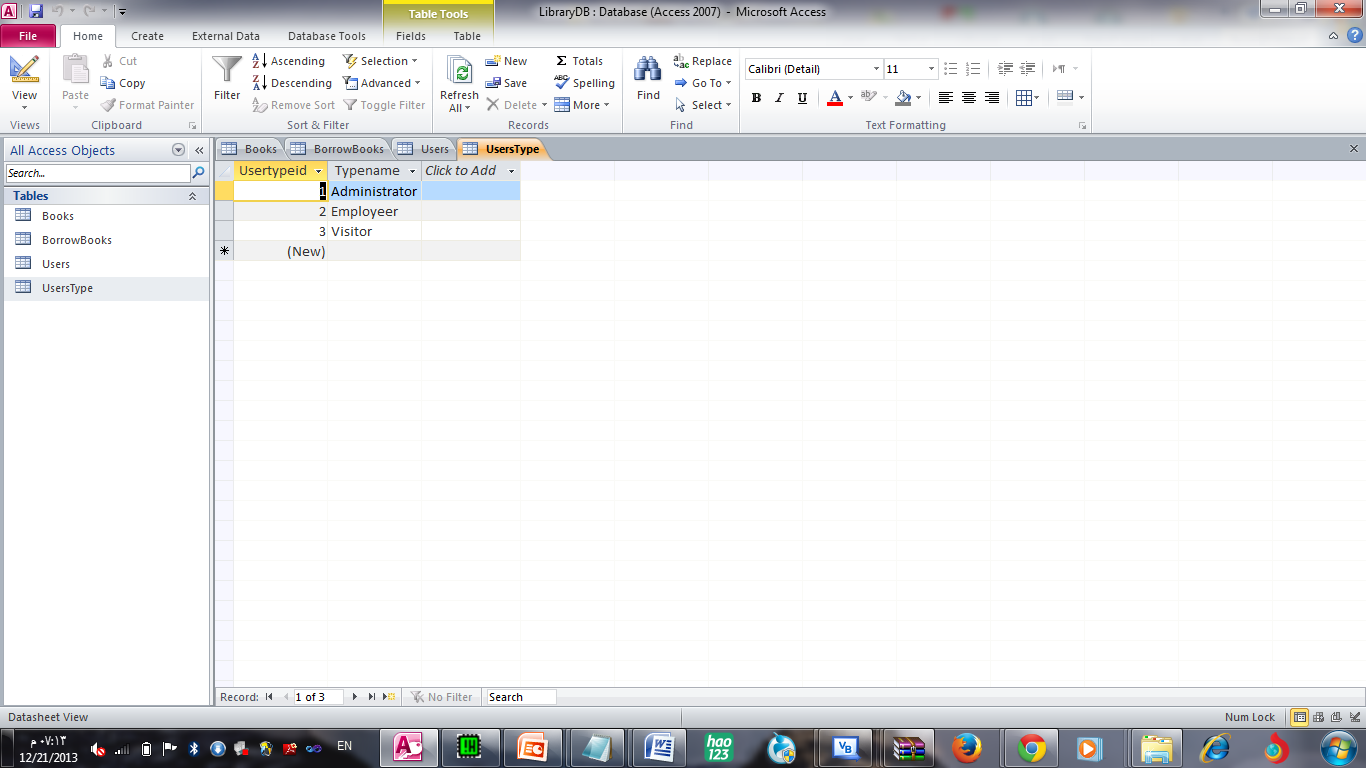 Table Tools
LibraryDB : Database (Access 2007) - Microsoft Access
File Home Create External Data Database Tools Fields Table
View
Views
Paste
Cut
Copy
Format Painter
Clipboard
Filter
Ascending
Descending
Remove Sort
Selection
Advanced
Toggle Filter
Sort & Filter
Refresh All
New
Save
Delete
Totals
Spelling
More
Records
Find
Replace
Go To
Select
Find
Calibri (Detail) 11
B I U A ab
Text Formatting
All Access Objects
Search...
Tables
Books
BorrowBooks
Users
UsersType
Books BorrowBooks Users UsersType
Usertypeid Typename Click to Add
1 Administrator
2 Employeer
3 Visitor
(New)
Record: 1 of 3 No Filter Search
Datasheet View Num Lock
٠٧:١٣ م
12/21/2013
EN
hao
123
VB